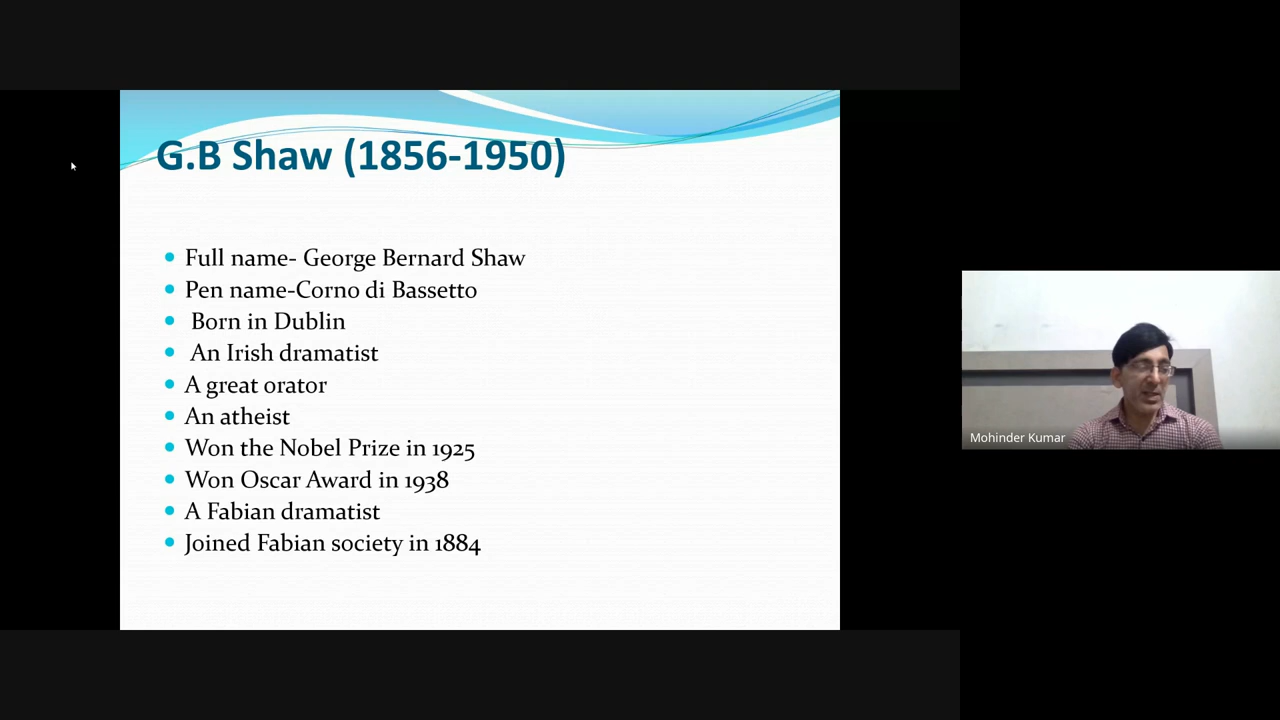 G.B Shaw (1856-1950)
Full name- George Bernard Shaw
Pen name-Corno di Bassetto
Born in Dublin
An Irish dramatist
A great orator
An atheist
Won the Nobel Prize in 1925
Won Oscar Award in 1938
A Fabian dramatist
Joined Fabian society in 1884
Mohinder Kumar